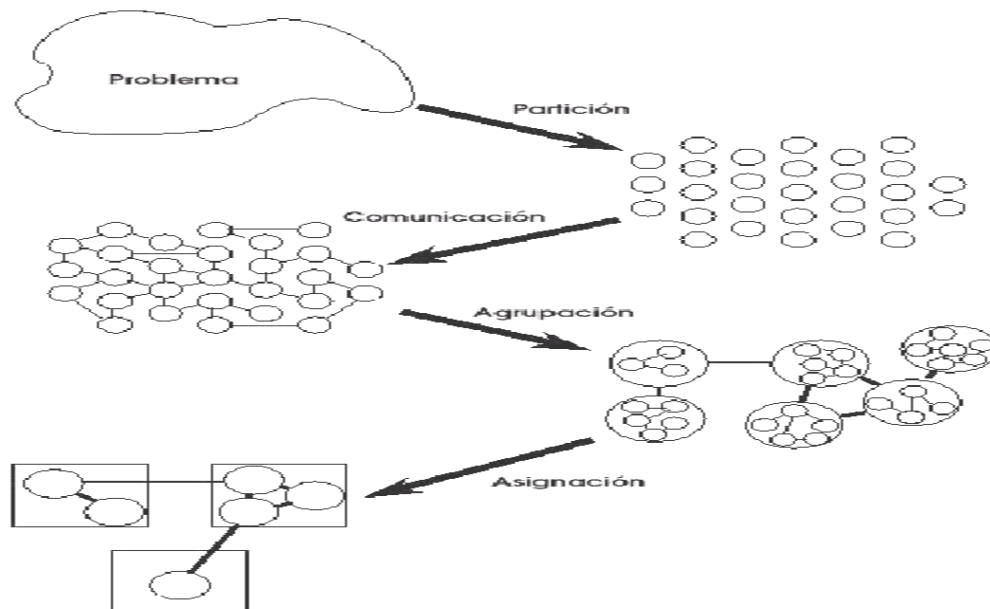 Problema
Partición
Comunicación
Agrupación
Asignación